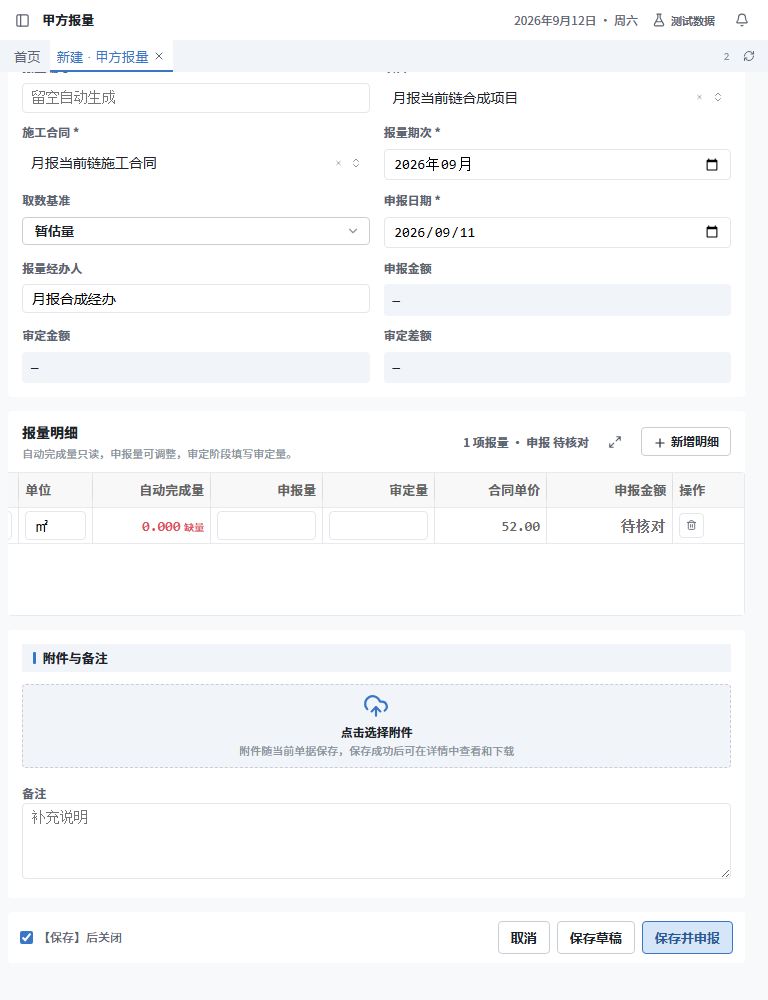 甲方报量
2026年9月12日 · 周六
测试数据
首页
新建 · 甲方报量 ×
2
留空自动生成
月报当前链合成项目
施工合同 *
报量期次 *
月报当前链施工合同
2026年09月
取数基准
申报日期 *
暂估量
2026/09/11
报量经办人
申报金额
月报合成经办
—
审定金额
审定差额
—
—
报量明细
自动完成量只读，申报量可调整，审定阶段填写审定量。
1 项报量 · 申报 待核对
新增明细
单位 自动完成量 申报量 审定量 合同单价 申报金额 操作
㎡ 0.000 缺量 52.00 待核对
附件与备注
点击选择附件
附件随当前单据保存，保存成功后可在详情中查看和下载
备注
补充说明
【保存】后关闭
取消
保存草稿
保存并申报